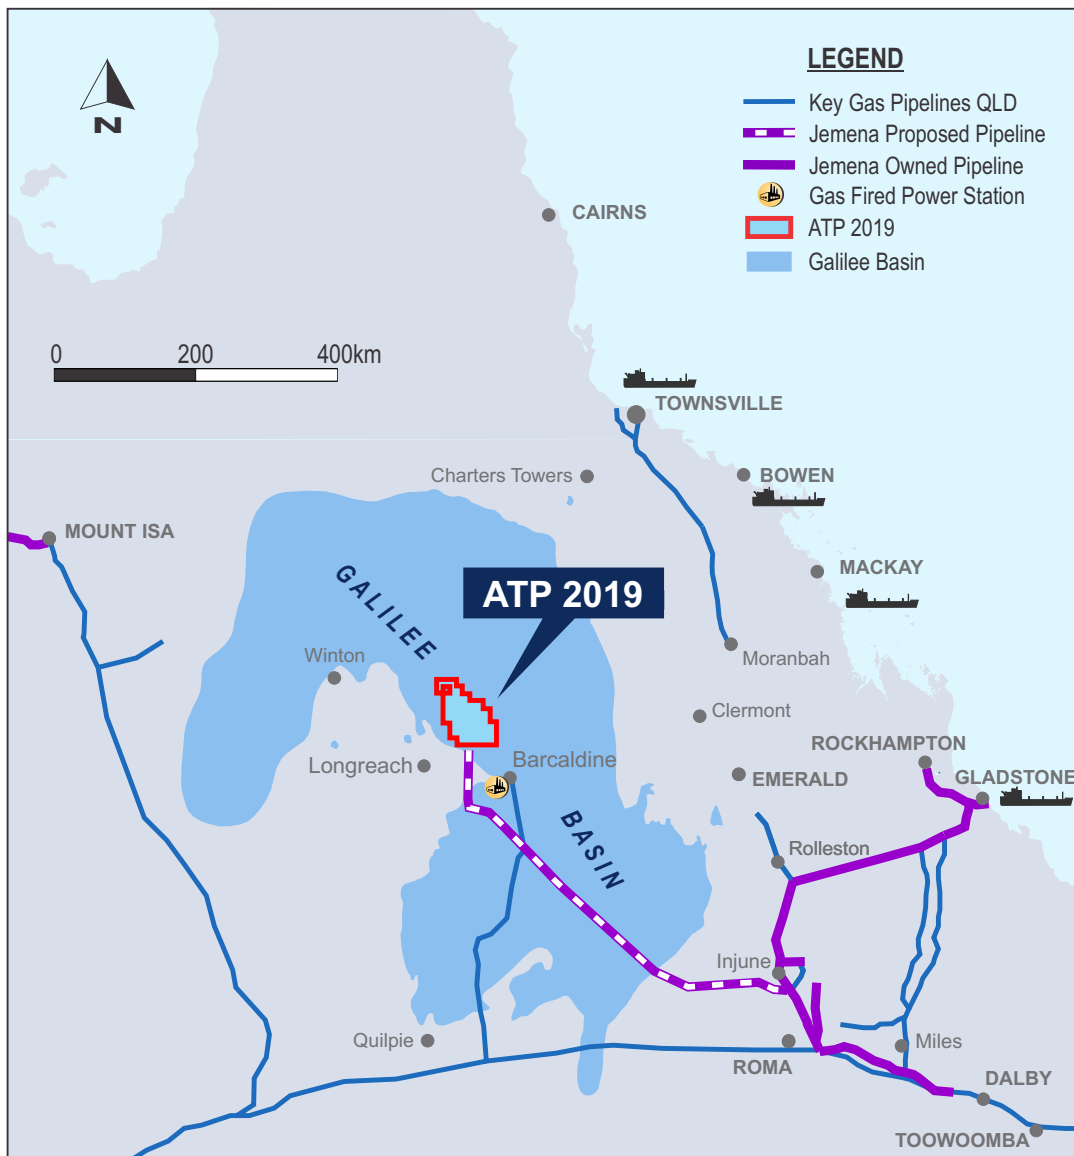 LEGEND
Key Gas Pipelines QLD
Jemena Proposed Pipeline
Jemena Owned Pipeline
Gas Fired Power Station
ATP 2019
Galilee Basin
N
CAIRNS
0 200 400km
TOWNSVILLE
Charters Towers
BOWEN
MOUNT ISA
MACKAY
ATP 2019
GALILEE
Winton
Moranbah
Clermont
ROCKHAMPTON
Longreach
Barcaldine
EMERALD
GLADSTONE
BASIN
Rolleston
Injune
Quilpie
ROMA
Miles
DALBY
TOOWOOMBA